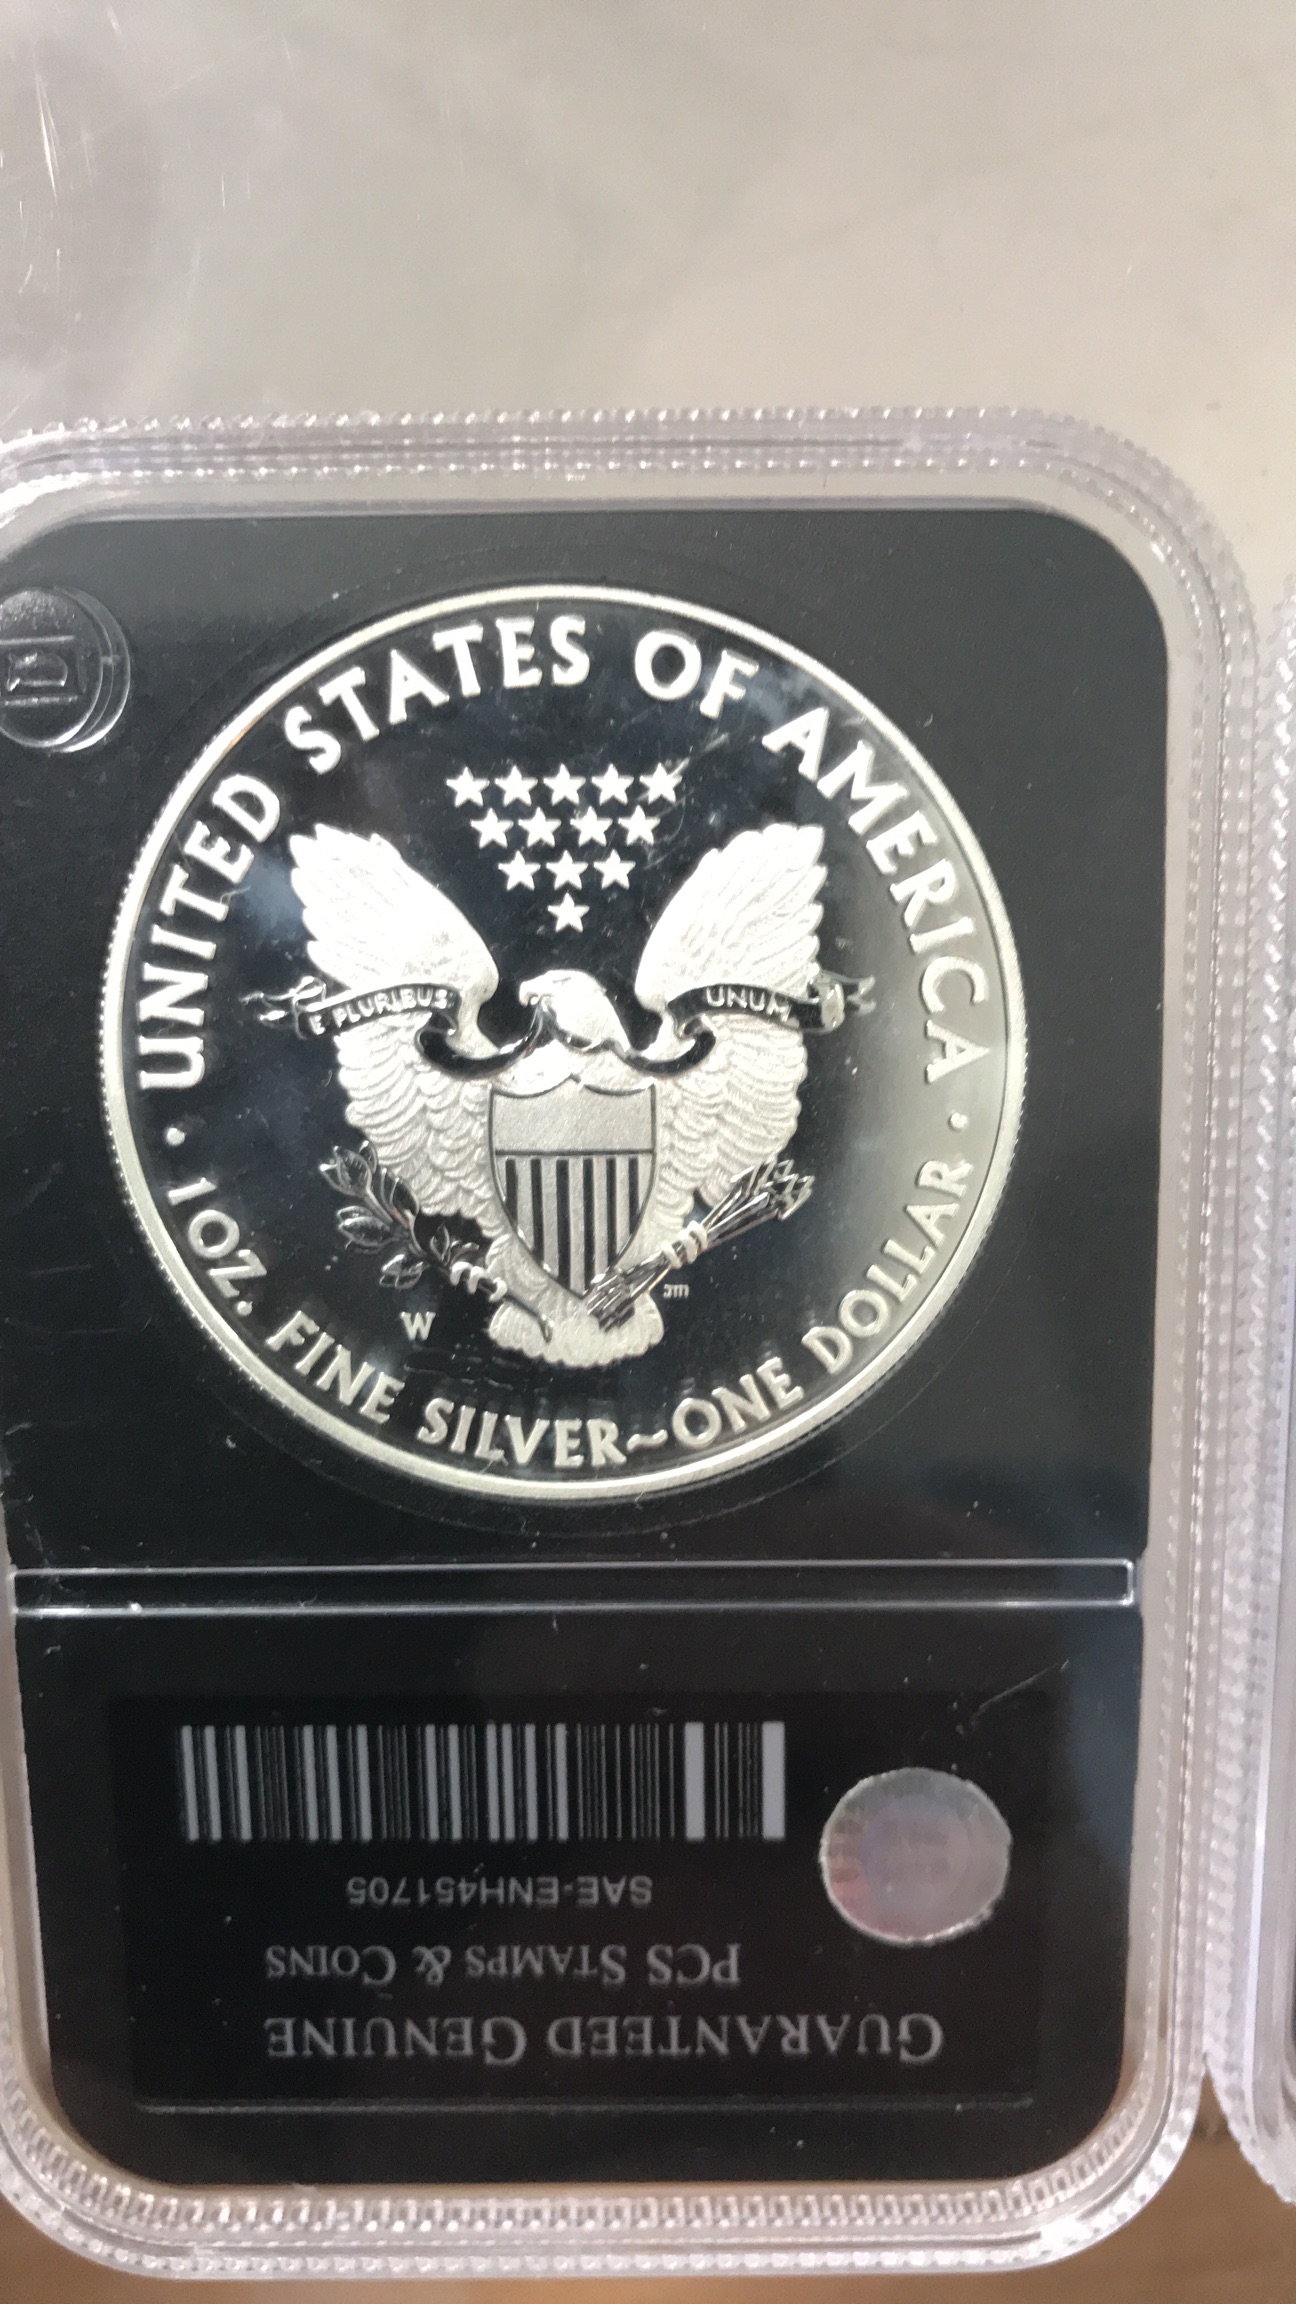 UNITED STATES OF AMERICA
E PLURIBUS UNUM
W
JM
· 1 OZ. FINE SILVER~ONE DOLLAR ·
GUARANTEED GENUINE
PCS STAMPS & COINS
SAE-ENH451705